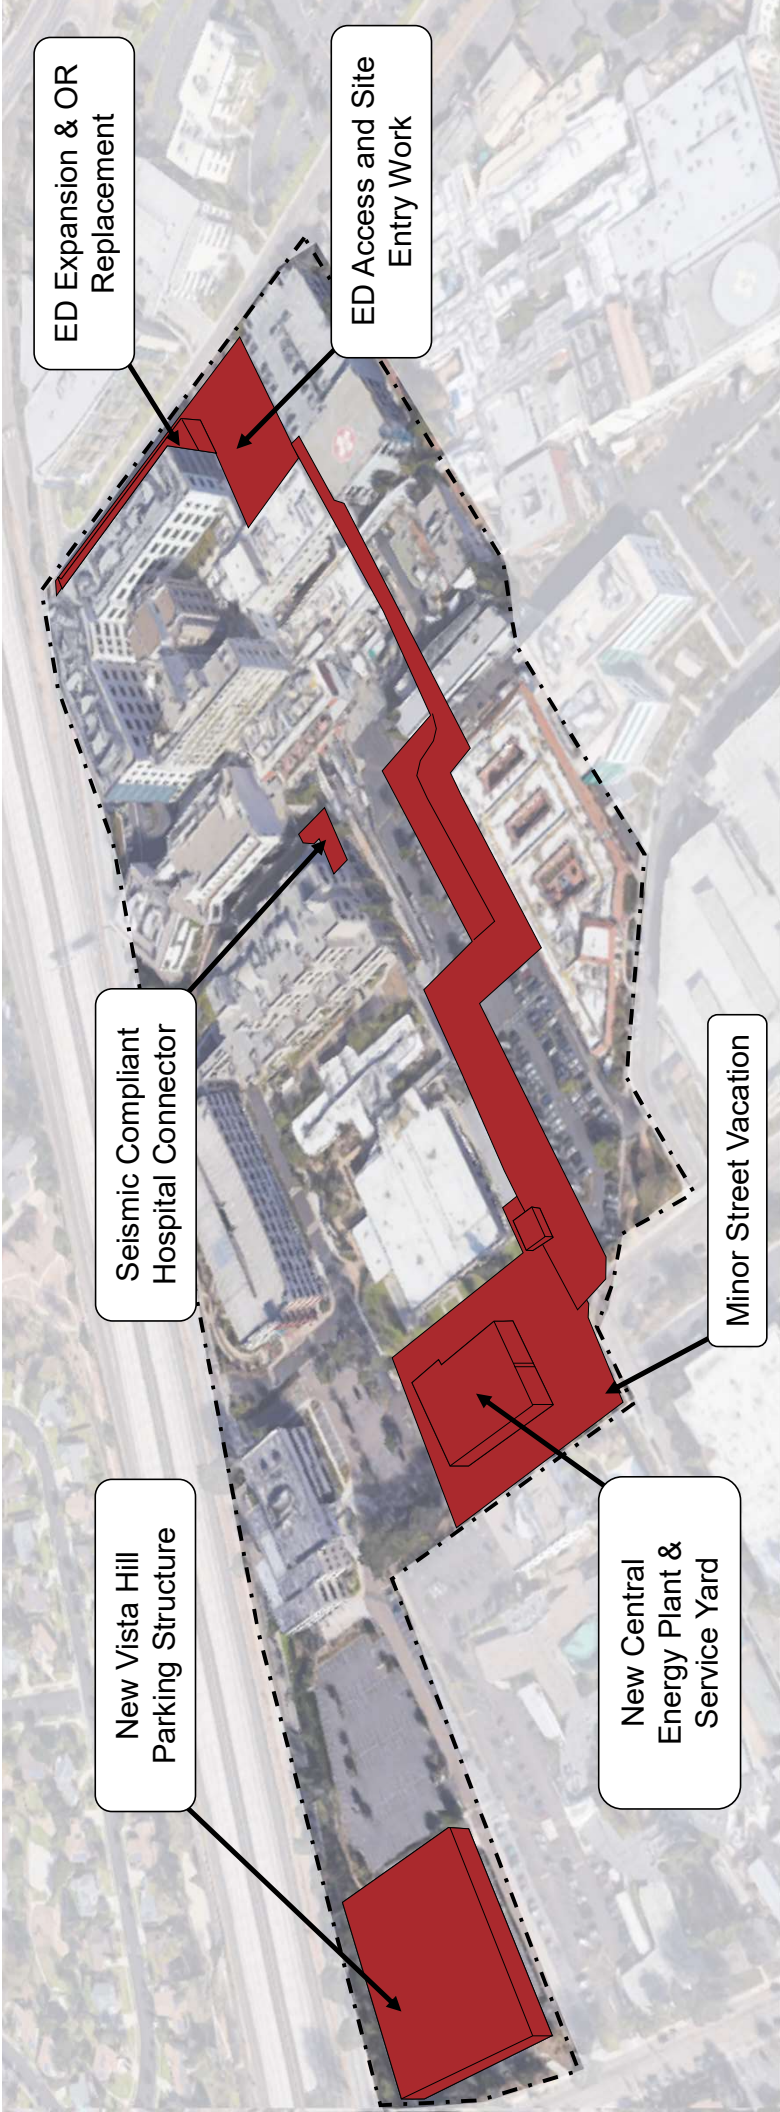 New Vista Hill
Parking Structure
Seismic Compliant
Hospital Connector
ED Expansion & OR
Replacement
ED Access and Site
Entry Work
New Central
Energy Plant &
Service Yard
Minor Street Vacation